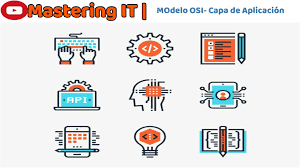 Mastering IT |
MOdelo OSI- Capa de Aplicación
API